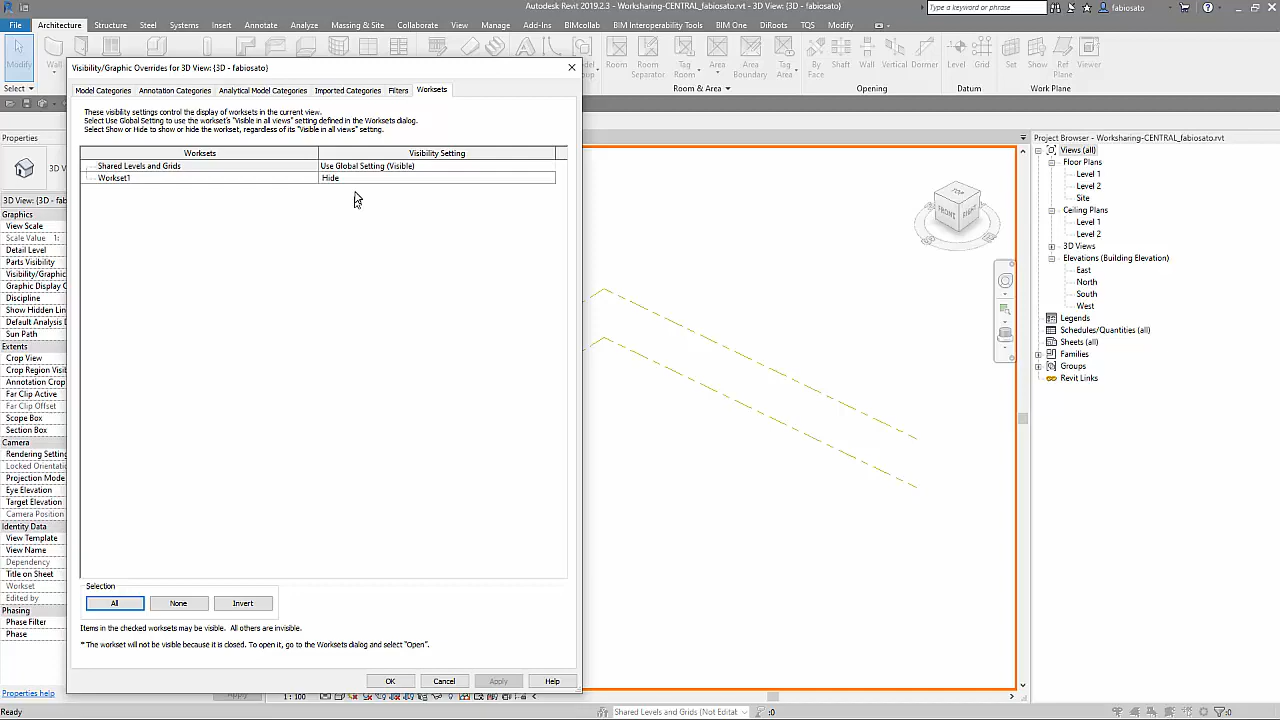 Autodesk Revit 2019.2.3 - Worksharing-CENTRAL_fabiosato.rvt - 3D View: {3D - fabiosato}
Type a keyword or phrase
fabiosato
File Architecture Structure Steel Systems Insert Annotate Analyze Massing & Site Collaborate View Manage Add-Ins BIMcollab BIM Interoperability Tools BIM One Tools TQS Modify
Modify
Wall
Room
Room Separator
Tag Room
Area
Area Boundary
Tag Area
By Face
Shaft
Wall
Vertical
Dormer
Level
Grid
Set
Show
Ref Plane
Viewer
Select
Room & Area
Opening
Datum
Work Plane
Visibility/Graphic Overrides for 3D View: {3D - fabiosato}
Model Categories Annotation Categories Analytical Model Categories Imported Categories Filters Worksets
These visibility settings control the display of worksets in the current view.
Select Use Global Setting to use the workset's "Visible in all views" setting defined in the Worksets dialog.
Select Show or Hide to show or hide the workset, regardless of its "Visible in all views" setting.
Worksets Visibility Setting
Shared Levels and Grids Use Global Setting (Visible)
Workset1 Hide
Selection
All None Invert
Items in the checked worksets may be visible. All others are invisible.
* The workset will not be visible because it is closed. To open it, go to the Worksets dialog and select "Open".
OK Cancel Apply Help
Properties
3D V
3D View: {3D - fab
Graphics
View Scale
Scale Value 1:
Detail Level
Parts Visibility
Visibility/Graphic
Graphic Display O
Discipline
Show Hidden Lin
Default Analysis D
Sun Path
Extents
Crop View
Crop Region Visib
Annotation Crop
Far Clip Active
Far Clip Offset
Scope Box
Section Box
Camera
Rendering Setting
Locked Orientatio
Projection Mode
Eye Elevation
Target Elevation
Camera Position
Identity Data
View Template
View Name
Dependency
Title on Sheet
Workset
Edited by
Phasing
Phase Filter
Phase
Properties help
Apply
TOP
FRONT
RIGHT
Project Browser - Worksharing-CENTRAL_fabiosato.rvt
Views (all)
Floor Plans
Level 1
Level 2
Site
Ceiling Plans
Level 1
Level 2
3D Views
Elevations (Building Elevation)
East
North
South
West
Legends
Schedules/Quantities (all)
Sheets (all)
Families
Groups
Revit Links
1 : 100
Ready
Shared Levels and Grids (Not Editat
:0
:0